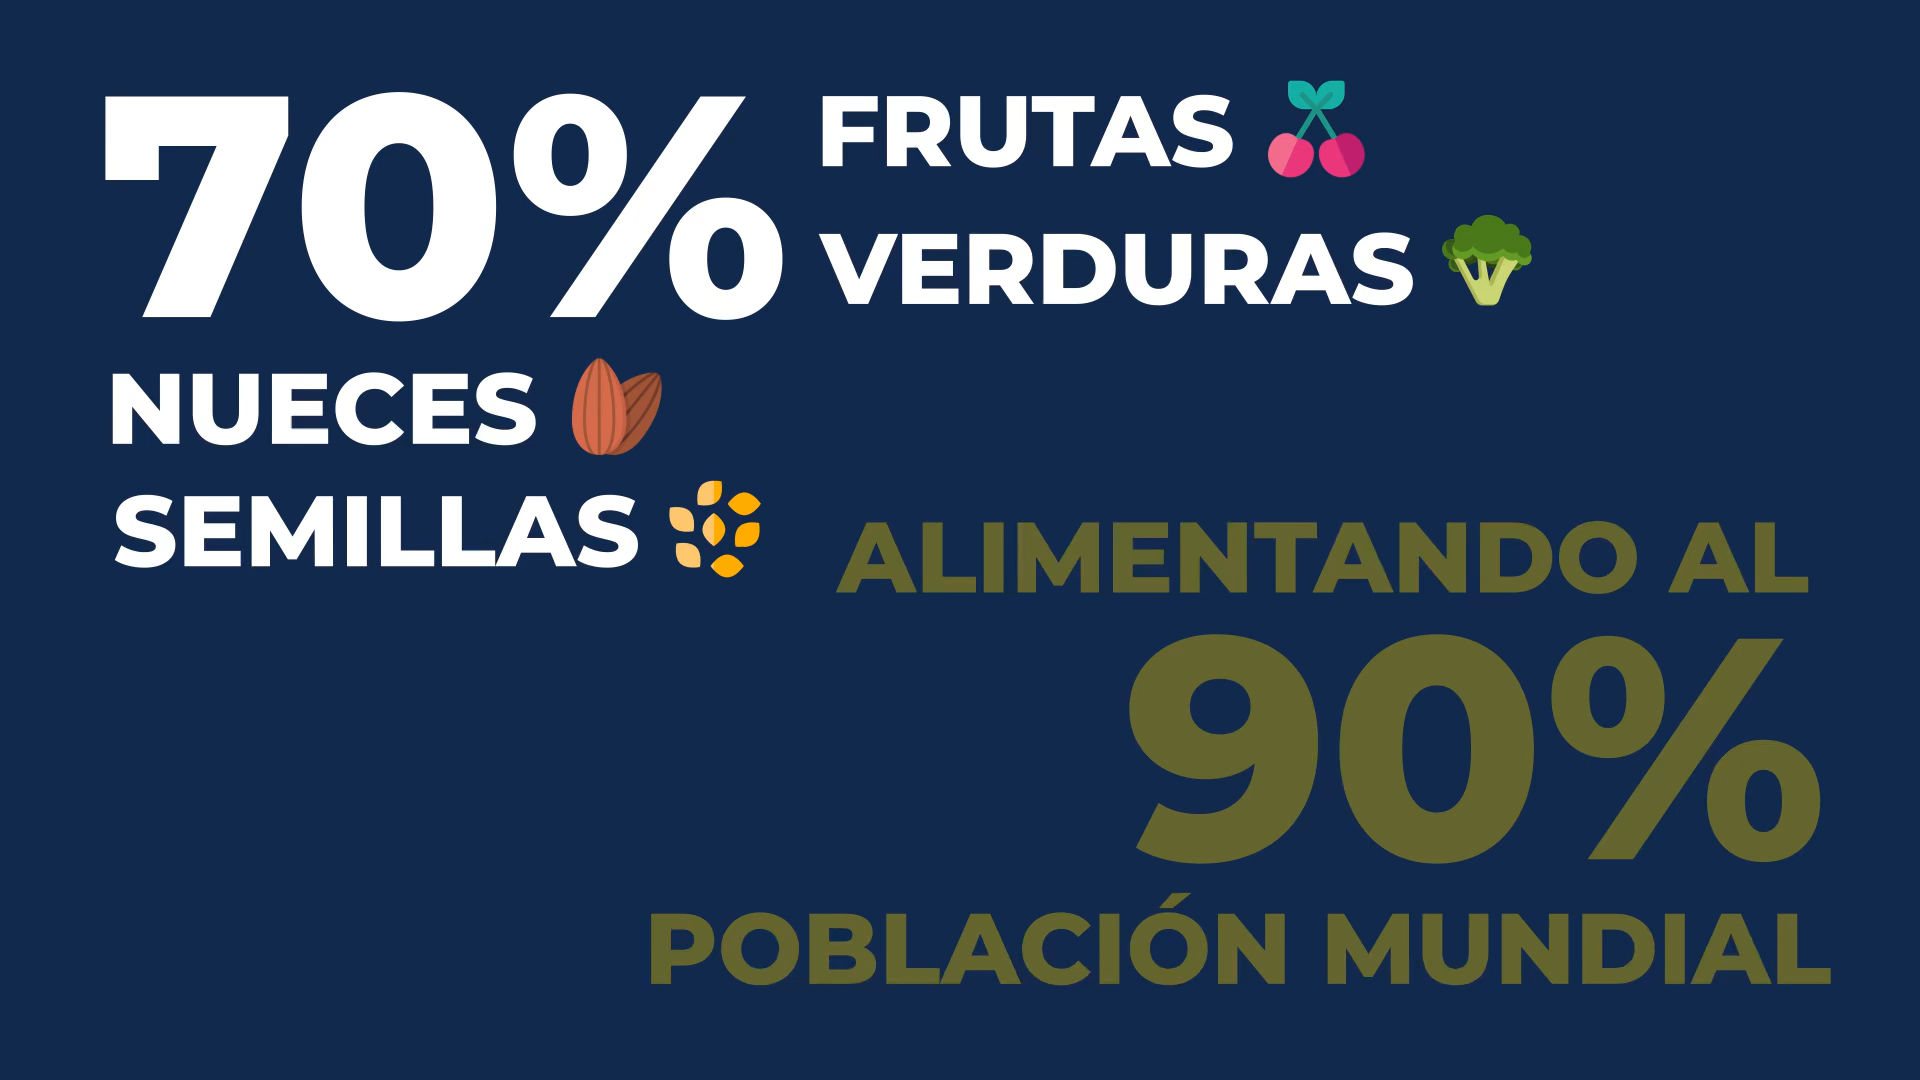 70%
FRUTAS
VERDURAS
NUECES
SEMILLAS
ALIMENTANDO AL
90%
POBLACIÓN MUNDIAL